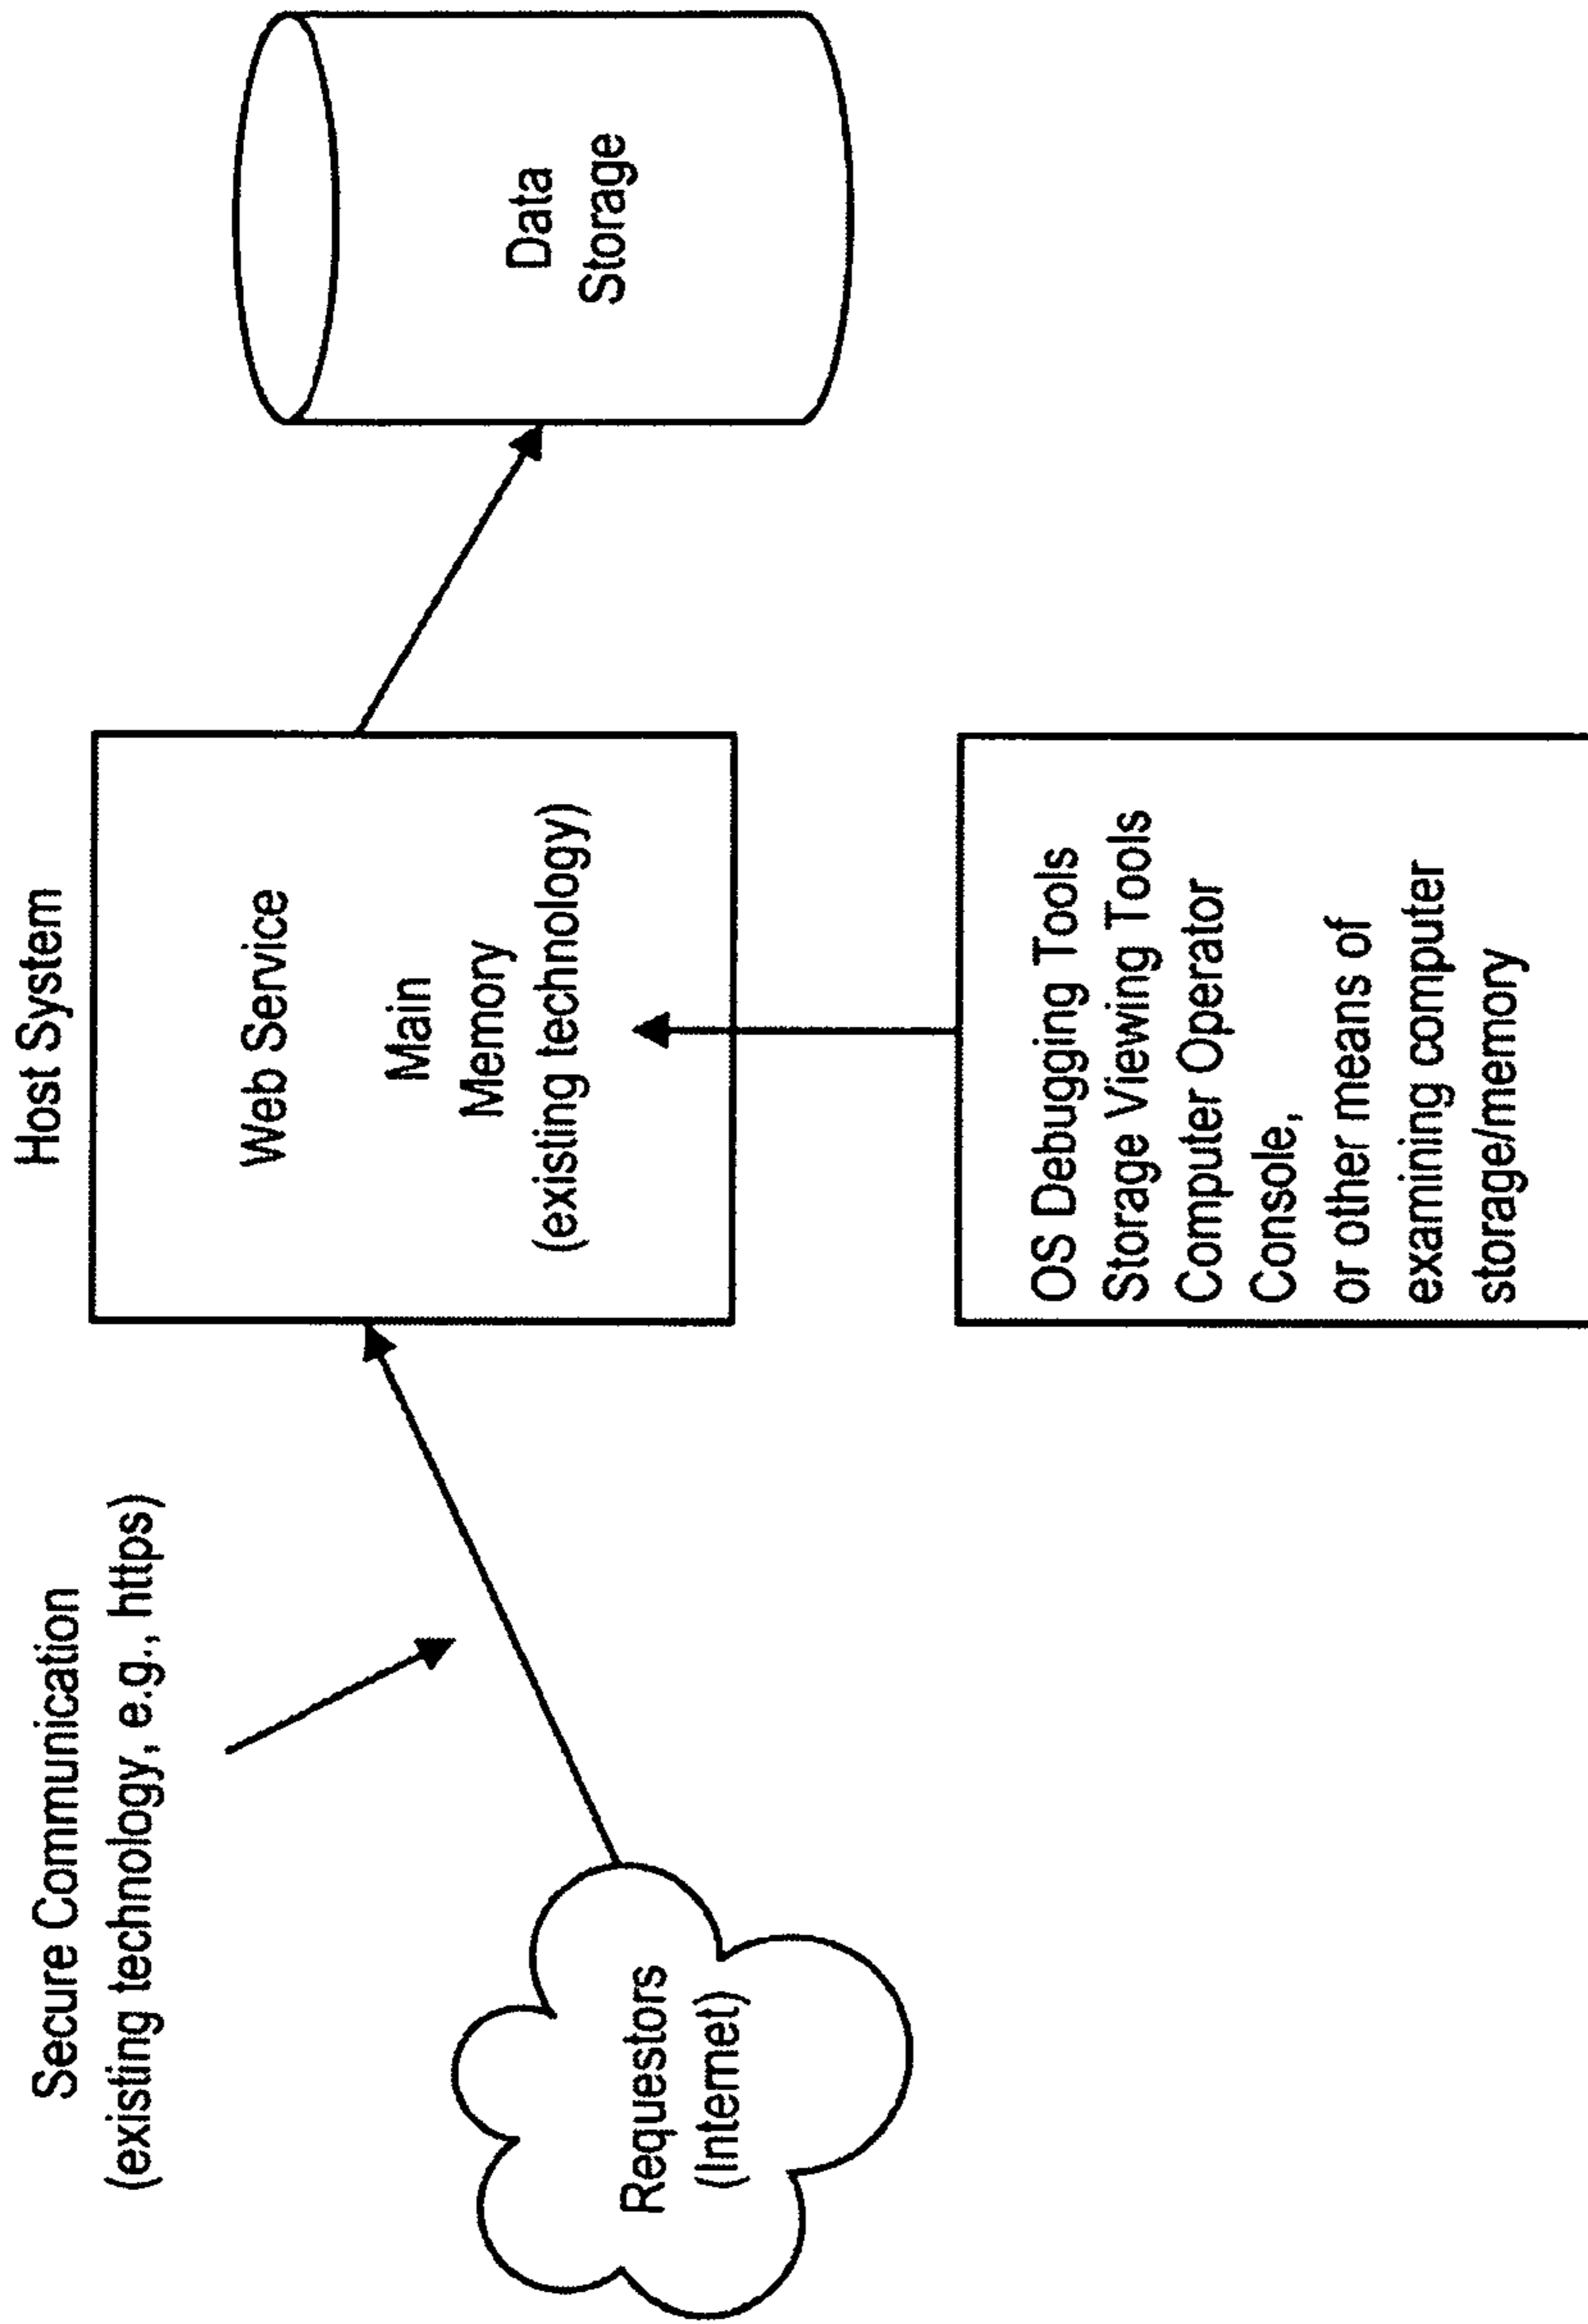 Secure Communication
(existing technology, e.g., https)
Host System
Web Service
Main
Memory
(existing technology)
Data
Storage
Requestors
(Internet)
OS Debugging Tools
Storage Viewing Tools
Computer Operator
Console,
or other means of
examining computer
storage/memory